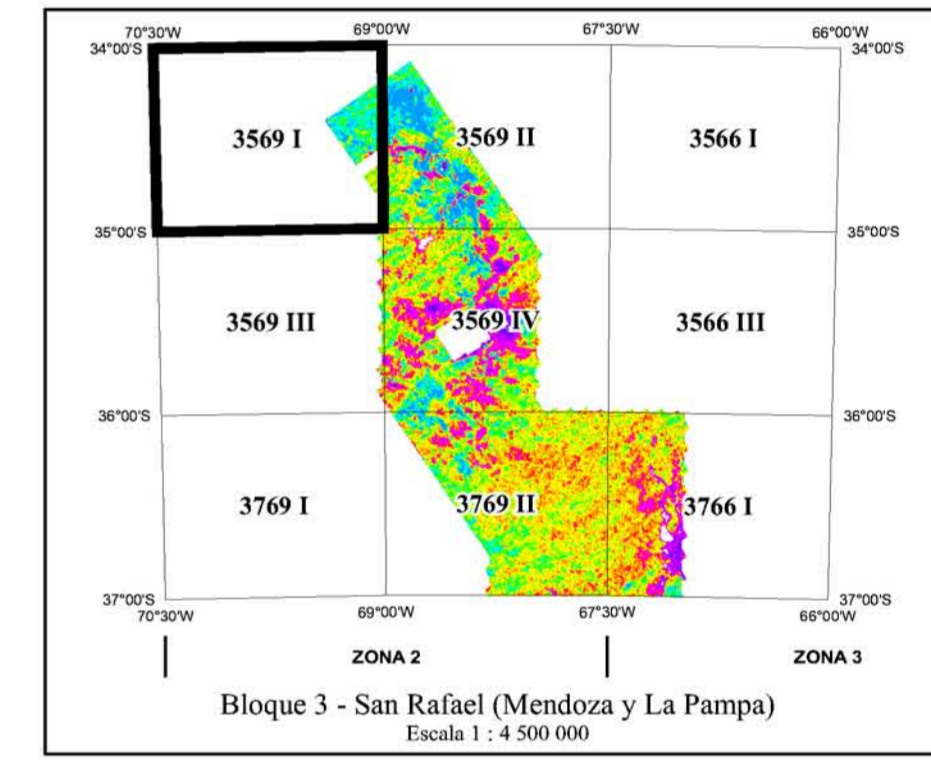 70°30'W 69°00'W 67°30'W 66°00'W
34°00'S 34°00'S
3569 I 3569 II 3566 I
35°00'S 35°00'S
3569 III 3569 IV 3566 III
36°00'S 36°00'S
3769 I 3769 II 3766 I
37°00'S 37°00'S
70°30'W 69°00'W 67°30'W 66°00'W
ZONA 2 ZONA 3
Bloque 3 - San Rafael (Mendoza y La Pampa)
Escala 1 : 4 500 000